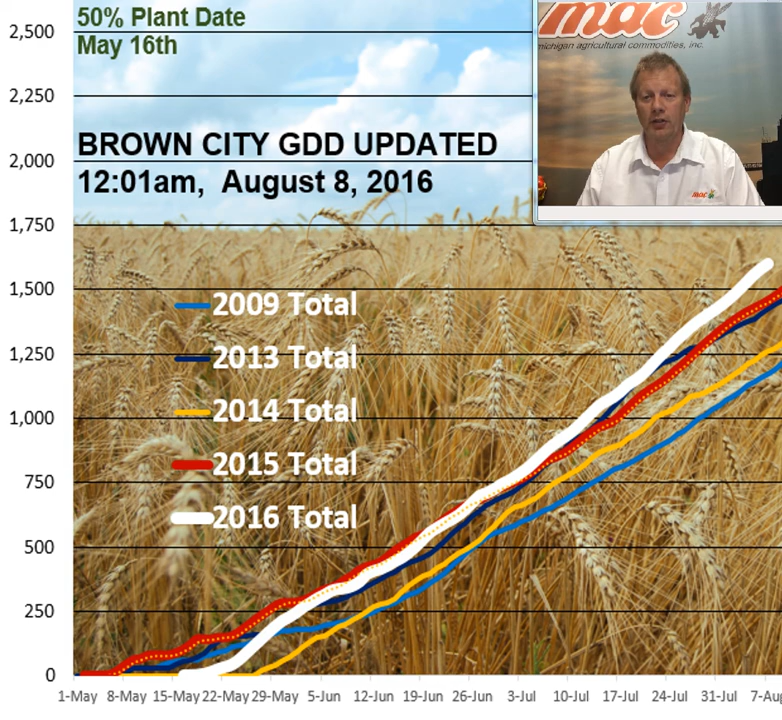 50% Plant Date
May 16th
BROWN CITY GDD UPDATED
12:01am, August 8, 2016
mac
michigan agricultural commodities, inc.
mac
2,500
2,250
2,000
1,750
1,500
1,250
1,000
750
500
250
0
2009 Total
2013 Total
2014 Total
2015 Total
2016 Total
1-May 8-May 15-May 22-May 29-May 5-Jun 12-Jun 19-Jun 26-Jun 3-Jul 10-Jul 17-Jul 24-Jul 31-Jul 7-Aug